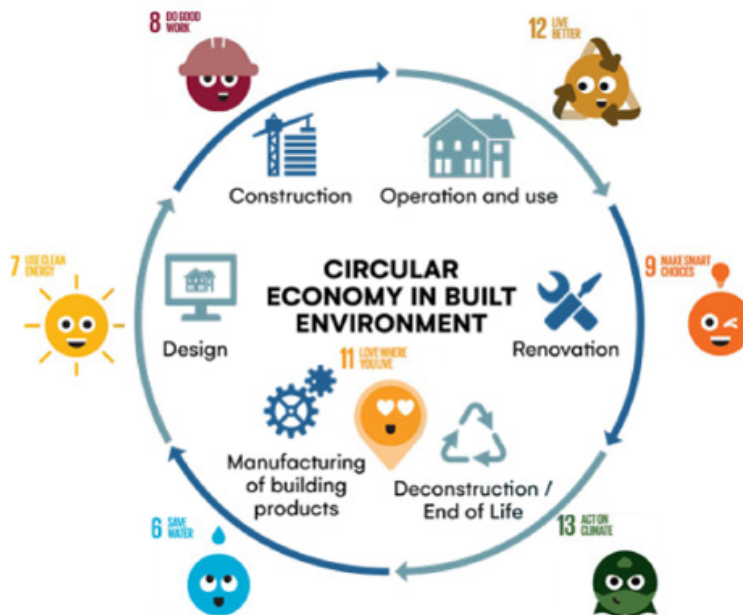 8 DO GOOD
WORK
12 LIVE
BETTER
Construction
Operation and use
7 USE CLEAN
ENERGY
CIRCULAR
ECONOMY IN BUILT
ENVIRONMENT
9 MAKE SMART
CHOICES
Design
Renovation
11 LOVE WHERE
YOU LIVE
Manufacturing
of building
products
Deconstruction /
End of Life
6 SAVE
WATER
13 ACT ON
CLIMATE